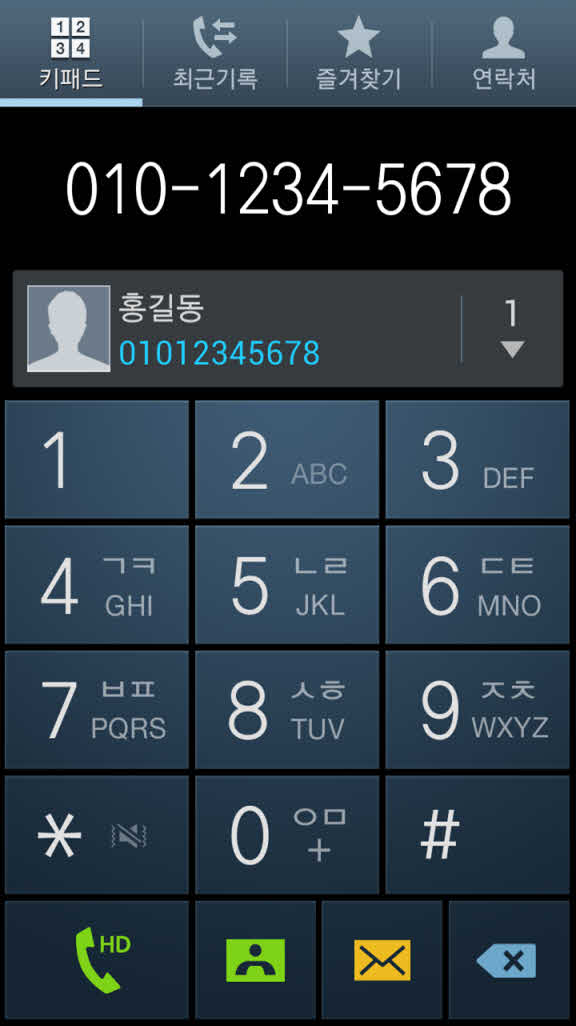 1 2
3 4
키패드 최근기록 즐겨찾기 연락처
010-1234-5678
홍길동
01012345678
1
1 2 ABC 3 DEF
4 ㄱㅋ GHI 5 ㄴㄹ JKL 6 ㄷㅌ MNO
7 ㅂㅍ PQRS 8 ㅅㅎ TUV 9 ㅈㅊ WXYZ
* 0 ㅇㅁ + #
HD